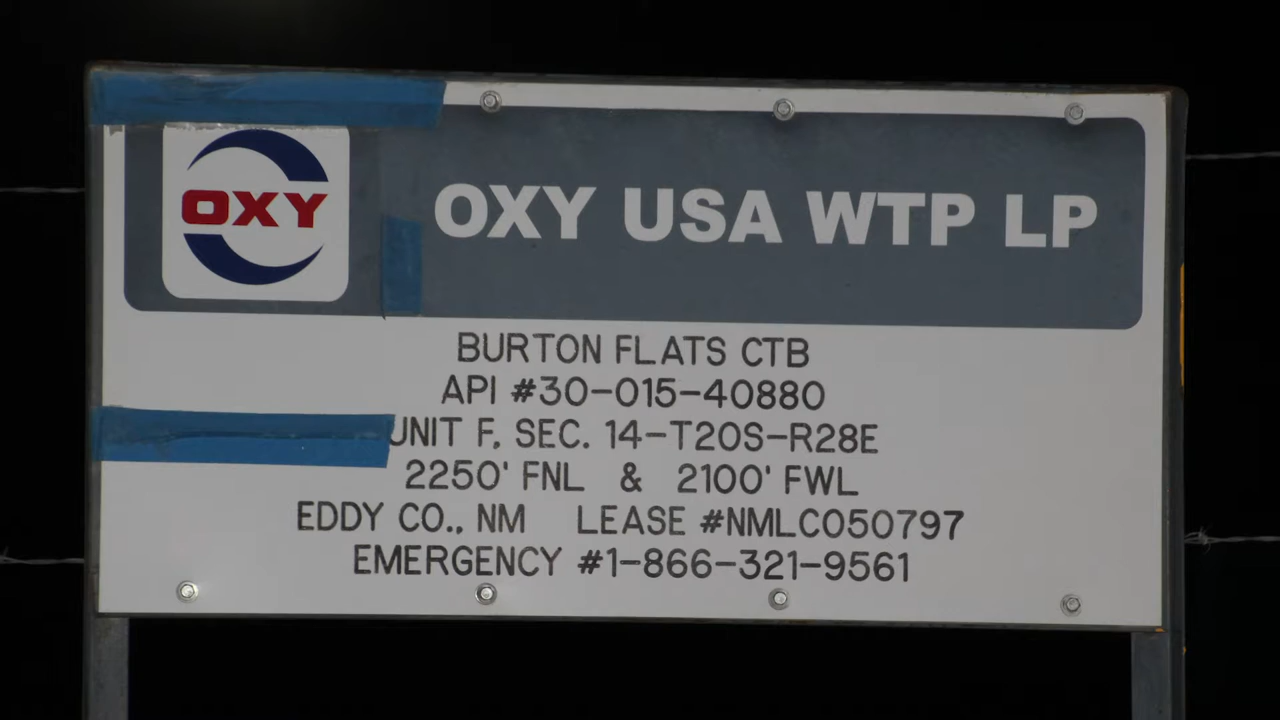 OXY
OXY USA WTP LP
BURTON FLATS CTB
API #30-015-40880
UNIT F, SEC. 14-T20S-R28E
2250' FNL & 2100' FWL
EDDY CO., NM LEASE #NMLC050797
EMERGENCY #1-866-321-9561